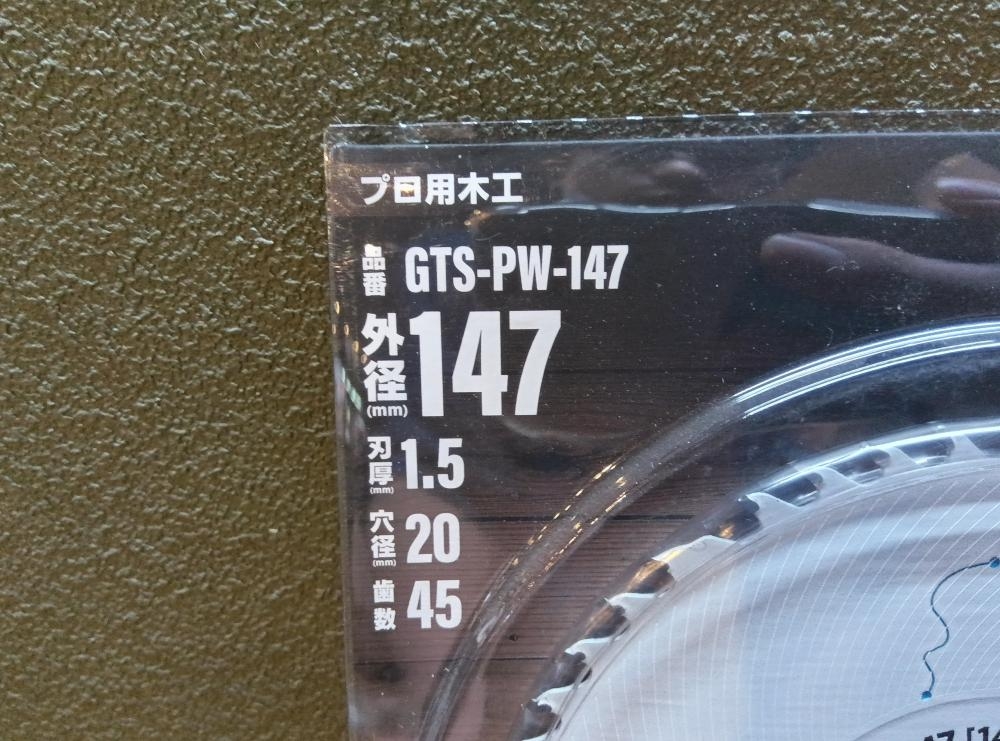 プロ用木工
品番 GTS-PW-147
外径(mm) 147
刃厚(mm) 1.5
穴径(mm) 20
歯数 45